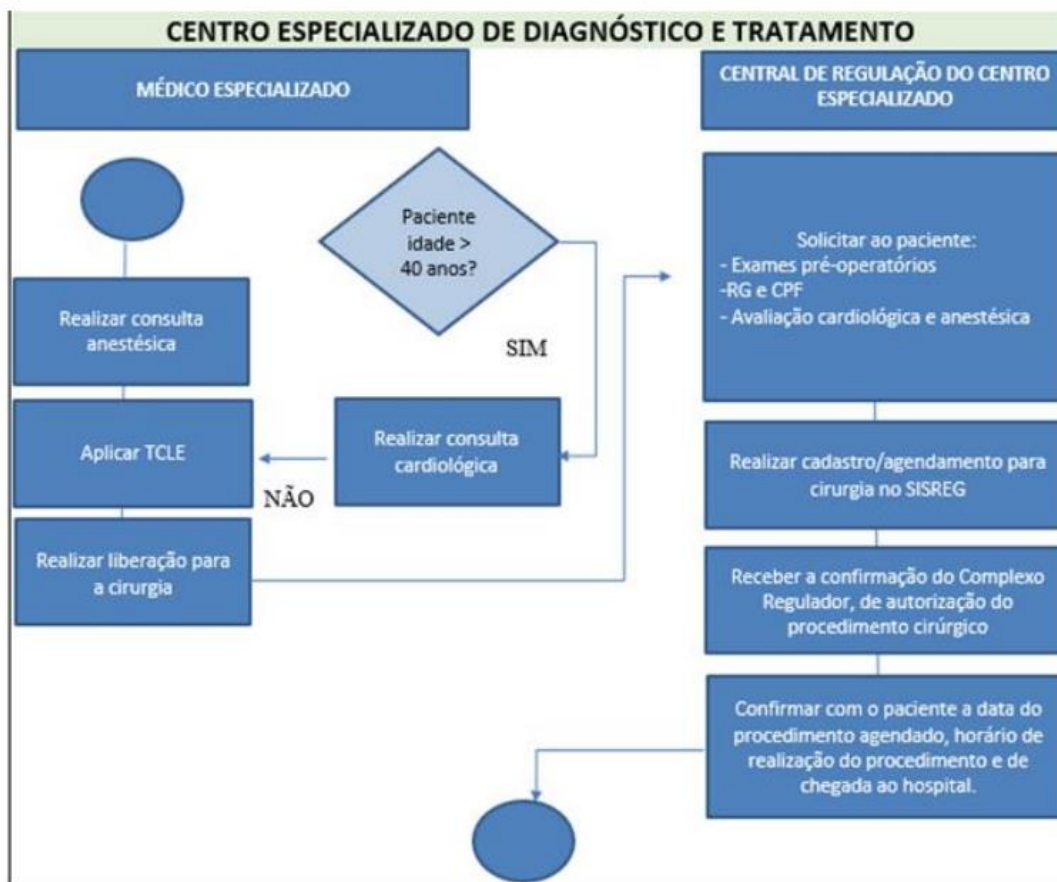 CENTRO ESPECIALIZADO DE DIAGNÓSTICO E TRATAMENTO
MÉDICO ESPECIALIZADO
CENTRAL DE REGULAÇÃO DO CENTRO
ESPECIALIZADO
Paciente
idade >
40 anos?
SIM
Realizar consulta
anestésica
Aplicar TCLE
Realizar consulta
cardiológica
NÃO
Realizar liberação para
a cirurgia
Solicitar ao paciente:
- Exames pré-operatórios
-RG e CPF
- Avaliação cardiológica e anestésica
Realizar cadastro/agendamento para
cirurgia no SISREG
Receber a confirmação do Complexo
Regulador, de autorização do
procedimento cirúrgico
Confirmar com o paciente a data do
procedimento agendado, horário de
realização do procedimento e de
chegada ao hospital.